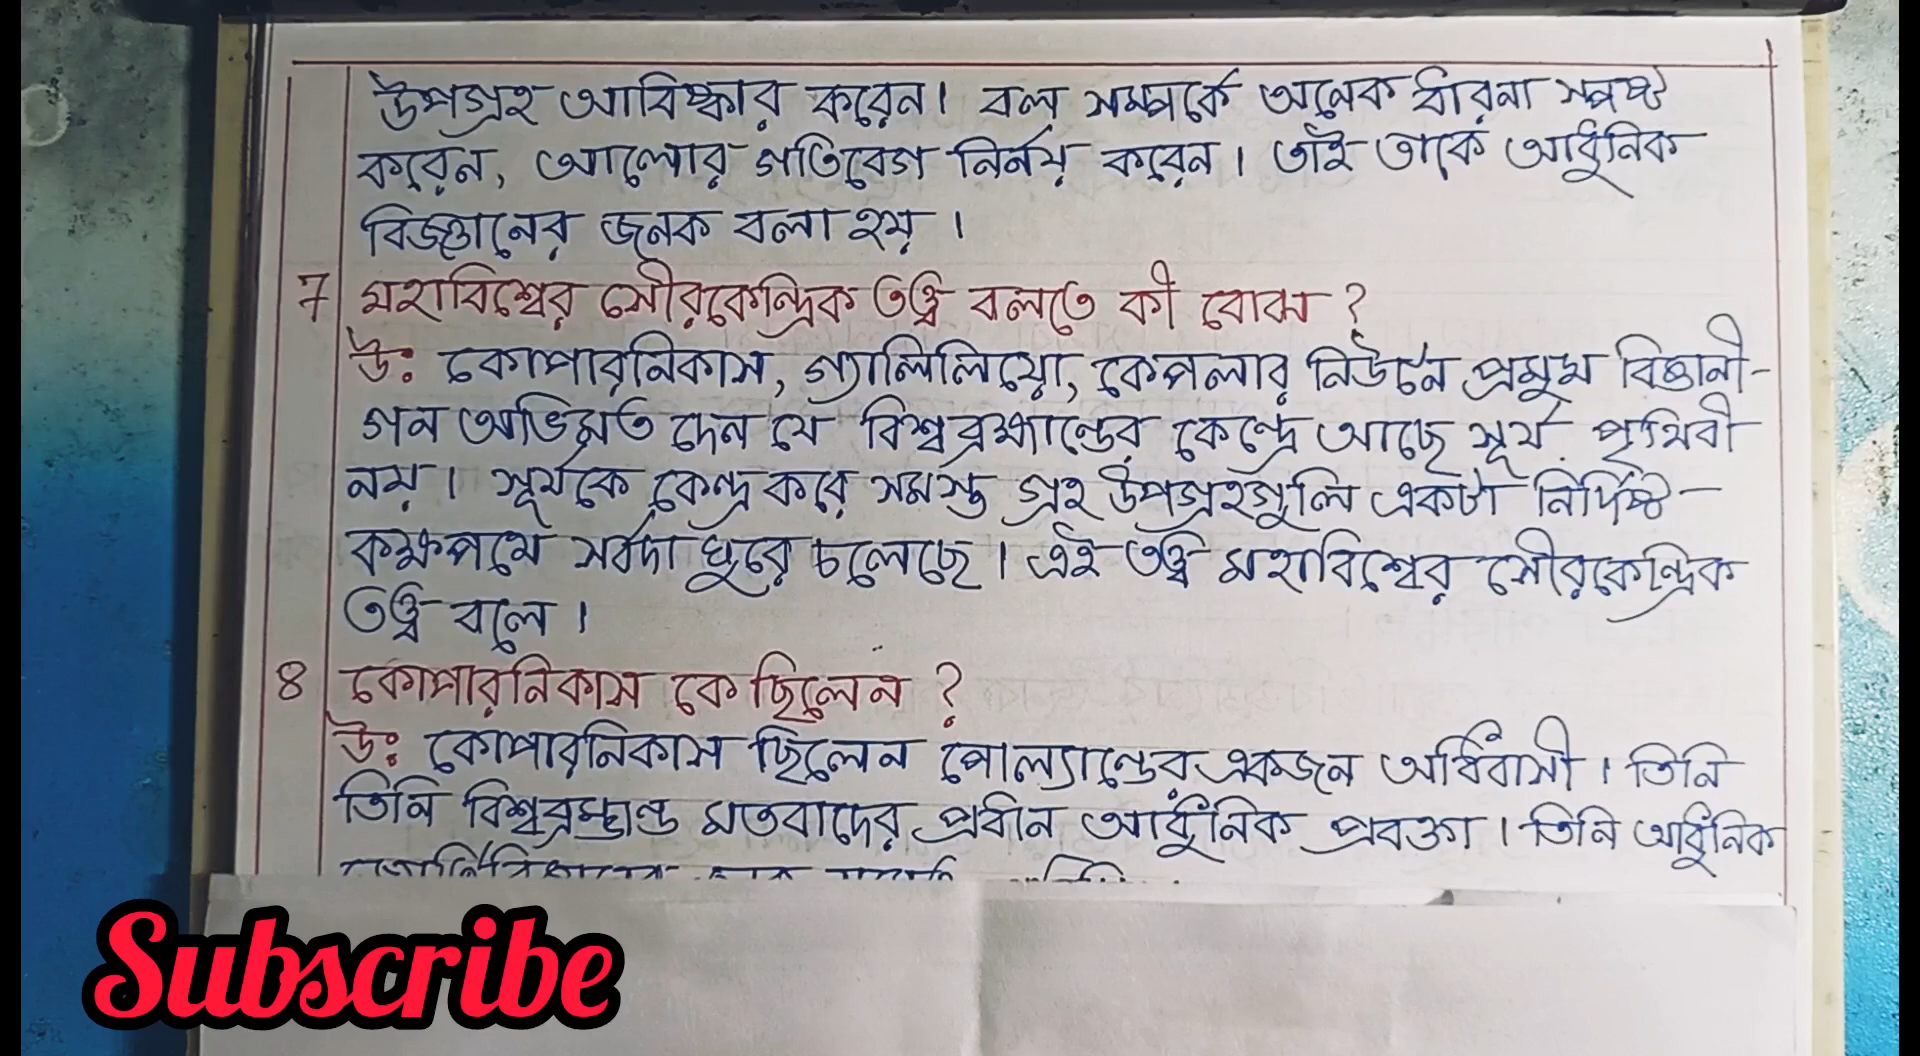 উপগ্রহ আবিষ্কার করেন। বল সম্পর্কে অনেক ধারনা স্পষ্ট
করেন, আলোর গতিবেগ নির্নয় করেন। তাই তাকে আধুনিক
বিজ্ঞানের জনক বলা হয়।
7 মহাবিশ্বের সৌরকেন্দ্রিক তত্ত্ব বলতে কী বোঝ ?
উঃ কোপারনিকাস, গ্যালিলিয়ো, কেপলার নিউটন প্রমুখ বিজ্ঞানী-
গন অভিমত দেন যে বিশ্বব্রহ্মাণ্ডের কেন্দ্রে আছে সূর্য পৃথিবী
নয়। সূর্যকে কেন্দ্র করে সমস্ত গ্রহ উপগ্রহগুলি একটা নির্দিষ্ট-
কক্ষপথে সর্বদা ঘুরে চলেছে। এই তত্ত্ব মহাবিশ্বের সৌরকেন্দ্রিক
তত্ত্ব বলে।
8 কোপারনিকাস কে ছিলেন ?
উঃ কোপারনিকাস ছিলেন পোল্যান্ডের একজন অধিবাসী। তিনি
তিনি বিশ্বব্রহ্মান্ড মতবাদের প্রবীন আধুনিক প্রবক্তা। তিনি আধুনিক
Subscribe